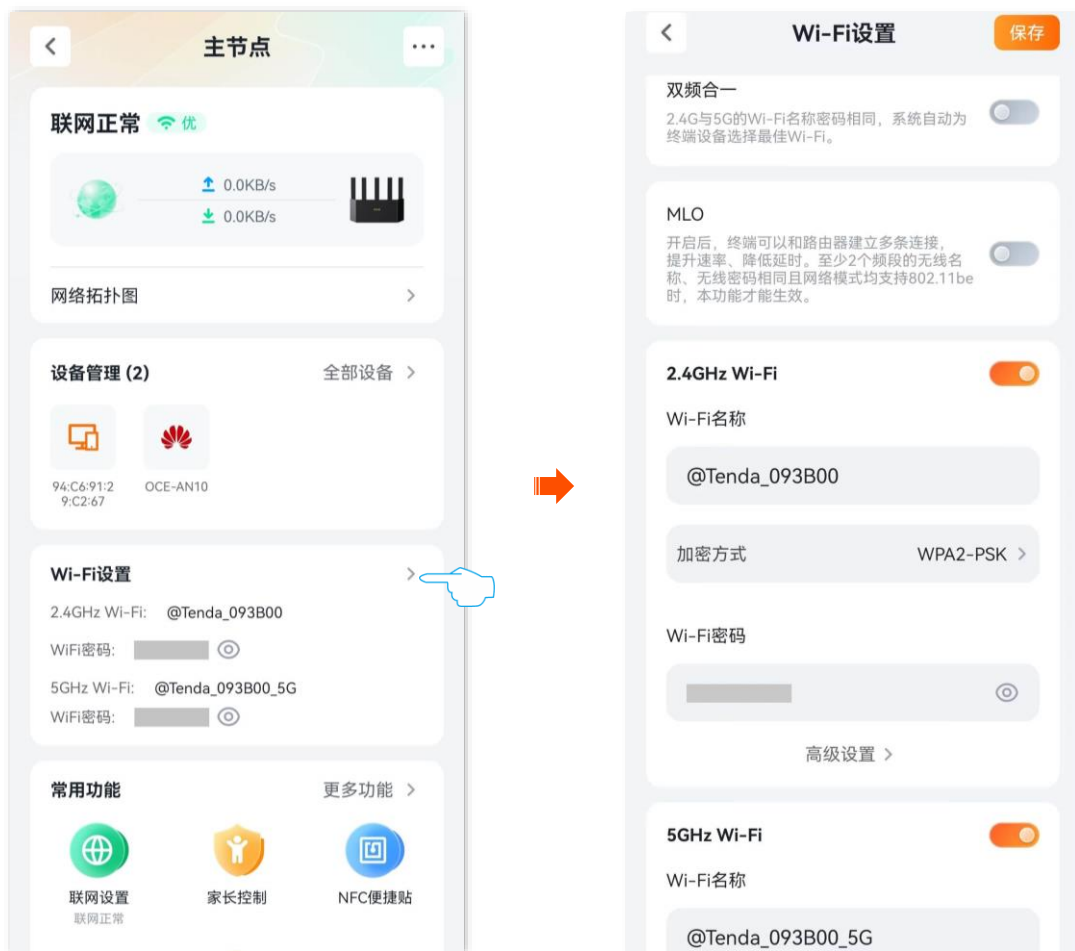 主节点
联网正常 优
0.0KB/s
0.0KB/s
网络拓扑图
设备管理 (2) 全部设备
94:C6:91:2
9:C2:67
OCE-AN10
Wi-Fi设置
2.4GHz Wi-Fi: @Tenda_093B00
WiFi密码:
5GHz Wi-Fi: @Tenda_093B00_5G
WiFi密码:
常用功能 更多功能
联网设置 家长控制 NFC便捷贴
联网正常
Wi-Fi设置 保存
双频合一
2.4G与5G的Wi-Fi名称密码相同，系统自动为
终端设备选择最佳Wi-Fi。
MLO
开启后，终端可以和路由器建立多条连接，
提升速率、降低延时。至少2个频段的无线名
称、无线密码相同且网络模式均支持802.11be
时，本功能才能生效。
2.4GHz Wi-Fi
Wi-Fi名称
@Tenda_093B00
加密方式 WPA2-PSK
Wi-Fi密码
高级设置
5GHz Wi-Fi
Wi-Fi名称
@Tenda_093B00_5G